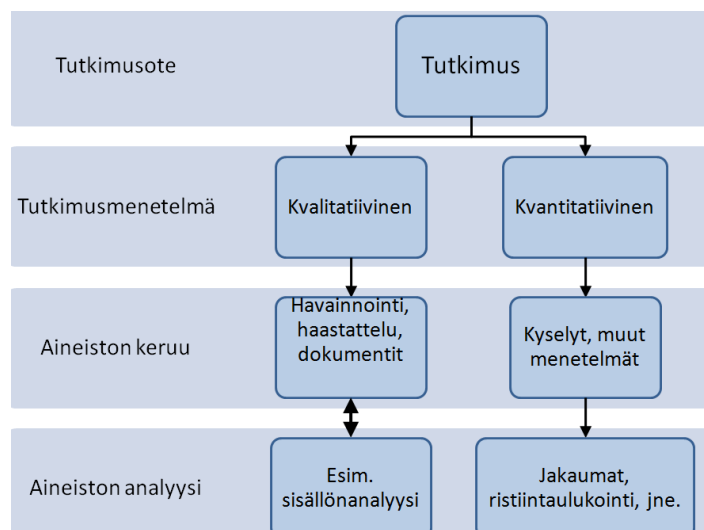 Tutkimusote
Tutkimus
Tutkimusmenetelmä
Kvalitatiivinen
Kvantitatiivinen
Aineiston keruu
Havainnointi,
haastattelu,
dokumentit
Kyselyt, muut
menetelmät
Aineiston analyysi
Esim.
sisällönanalyysi
Jakaumat,
ristiintaulukointi, jne.